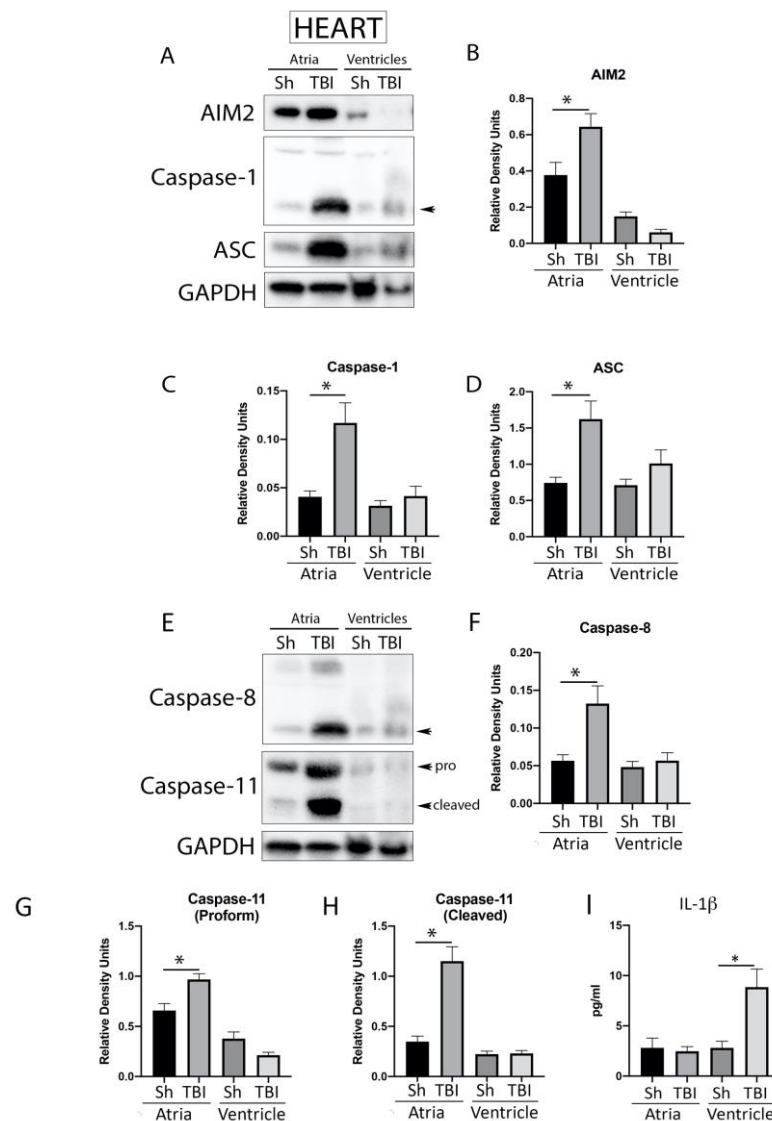 HEART
A
Atria Ventricles
Sh TBI Sh TBI
AIM2
Caspase-1
ASC
GAPDH
B
AIM2
Relative Density Units
0.8
0.6
0.4
0.2
0.0
*
Sh TBI Sh TBI
Atria Ventricle
C
Caspase-1
Relative Density Units
0.15
0.10
0.05
0.00
*
Sh TBI Sh TBI
Atria Ventricle
D
ASC
Relative Density Units
2.0
1.5
1.0
0.5
0.0
*
Sh TBI Sh TBI
Atria Ventricle
E
Atria Ventricles
Sh TBI Sh TBI
Caspase-8
Caspase-11
pro
cleaved
GAPDH
F
Caspase-8
Relative Density Units
0.20
0.15
0.10
0.05
0.00
*
Sh TBI Sh TBI
Atria Ventricle
G
Caspase-11
(Proform)
Relative Density Units
1.5
1.0
0.5
0.0
*
Sh TBI Sh TBI
Atria Ventricle
H
Caspase-11
(Cleaved)
Relative Density Units
1.5
1.0
0.5
0.0
*
Sh TBI Sh TBI
Atria Ventricle
I
IL-1β
pg/ml
15
10
5
0
*
Sh TBI Sh TBI
Atria Ventricle